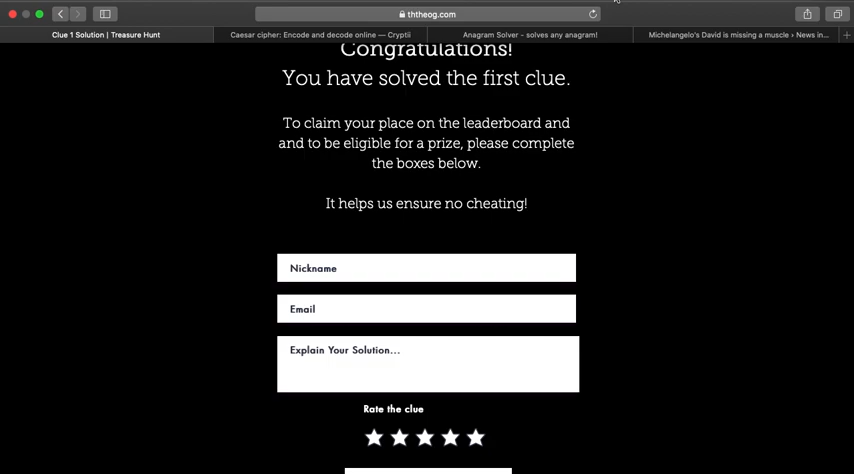 ththeog.com
Clue 1 Solution | Treasure Hunt
Caesar cipher: Encode and decode online — Cryptii
Anagram Solver - solves any anagram!
Michelangelo's David is missing a muscle › News in...
Congratulations!
You have solved the first clue.
To claim your place on the leaderboard and
and to be eligible for a prize, please complete
the boxes below.
It helps us ensure no cheating!
Nickname
Email
Explain Your Solution...
Rate the clue